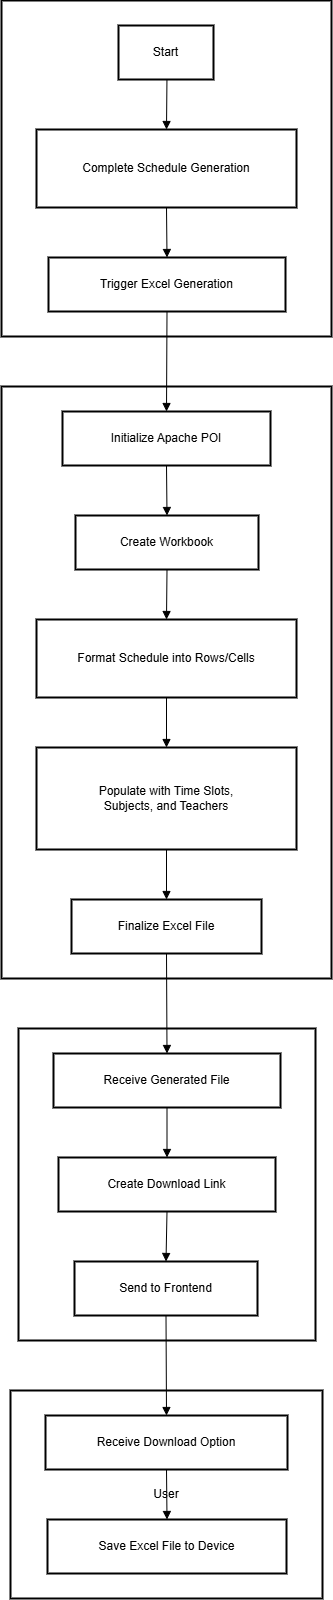 Start
Complete Schedule Generation
Trigger Excel Generation
Initialize Apache POI
Create Workbook
Format Schedule into Rows/Cells
Populate with Time Slots,
Subjects, and Teachers
Finalize Excel File
Receive Generated File
Create Download Link
Send to Frontend
Receive Download Option
User
Save Excel File to Device